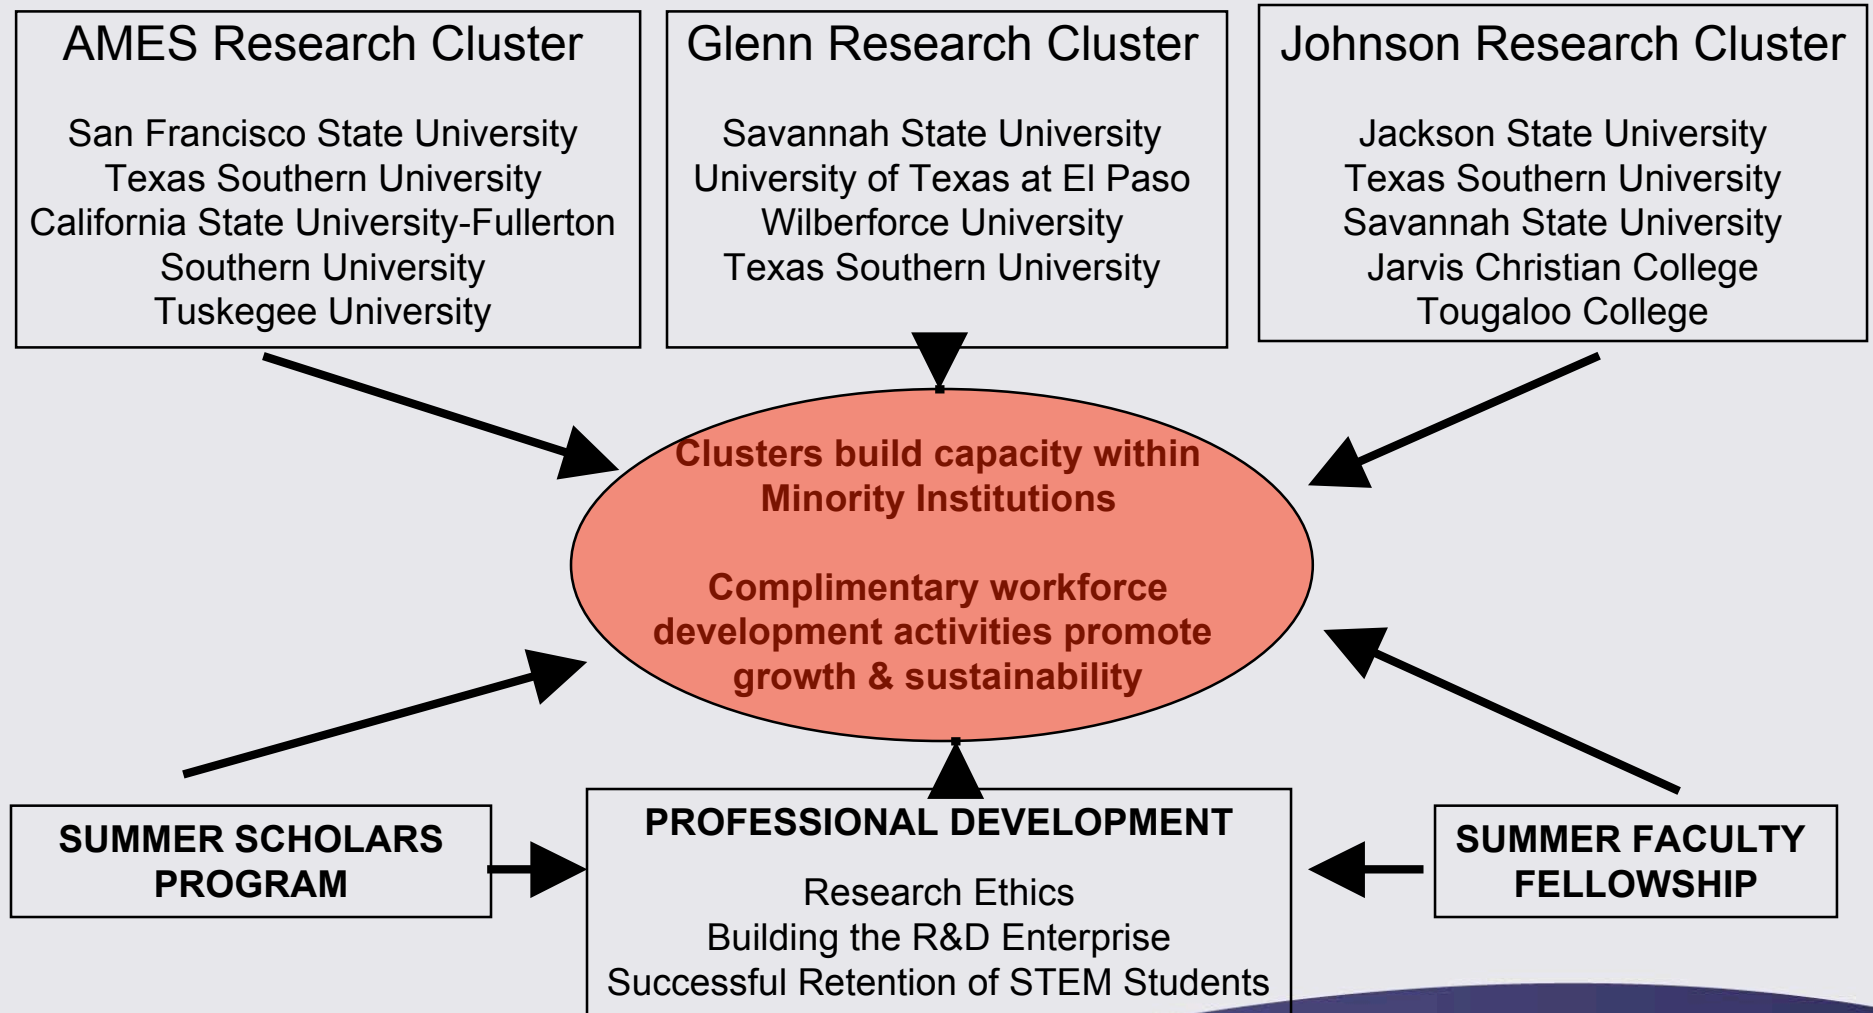 AMES Research Cluster
San Francisco State University
Texas Southern University
California State University-Fullerton
Southern University
Tuskegee University
Glenn Research Cluster
Savannah State University
University of Texas at El Paso
Wilberforce University
Texas Southern University
Johnson Research Cluster
Jackson State University
Texas Southern University
Savannah State University
Jarvis Christian College
Tougaloo College
Clusters build capacity within
Minority Institutions
Complimentary workforce
development activities promote
growth & sustainability
SUMMER SCHOLARS
PROGRAM
PROFESSIONAL DEVELOPMENT
Research Ethics
Building the R&D Enterprise
Successful Retention of STEM Students
SUMMER FACULTY
FELLOWSHIP